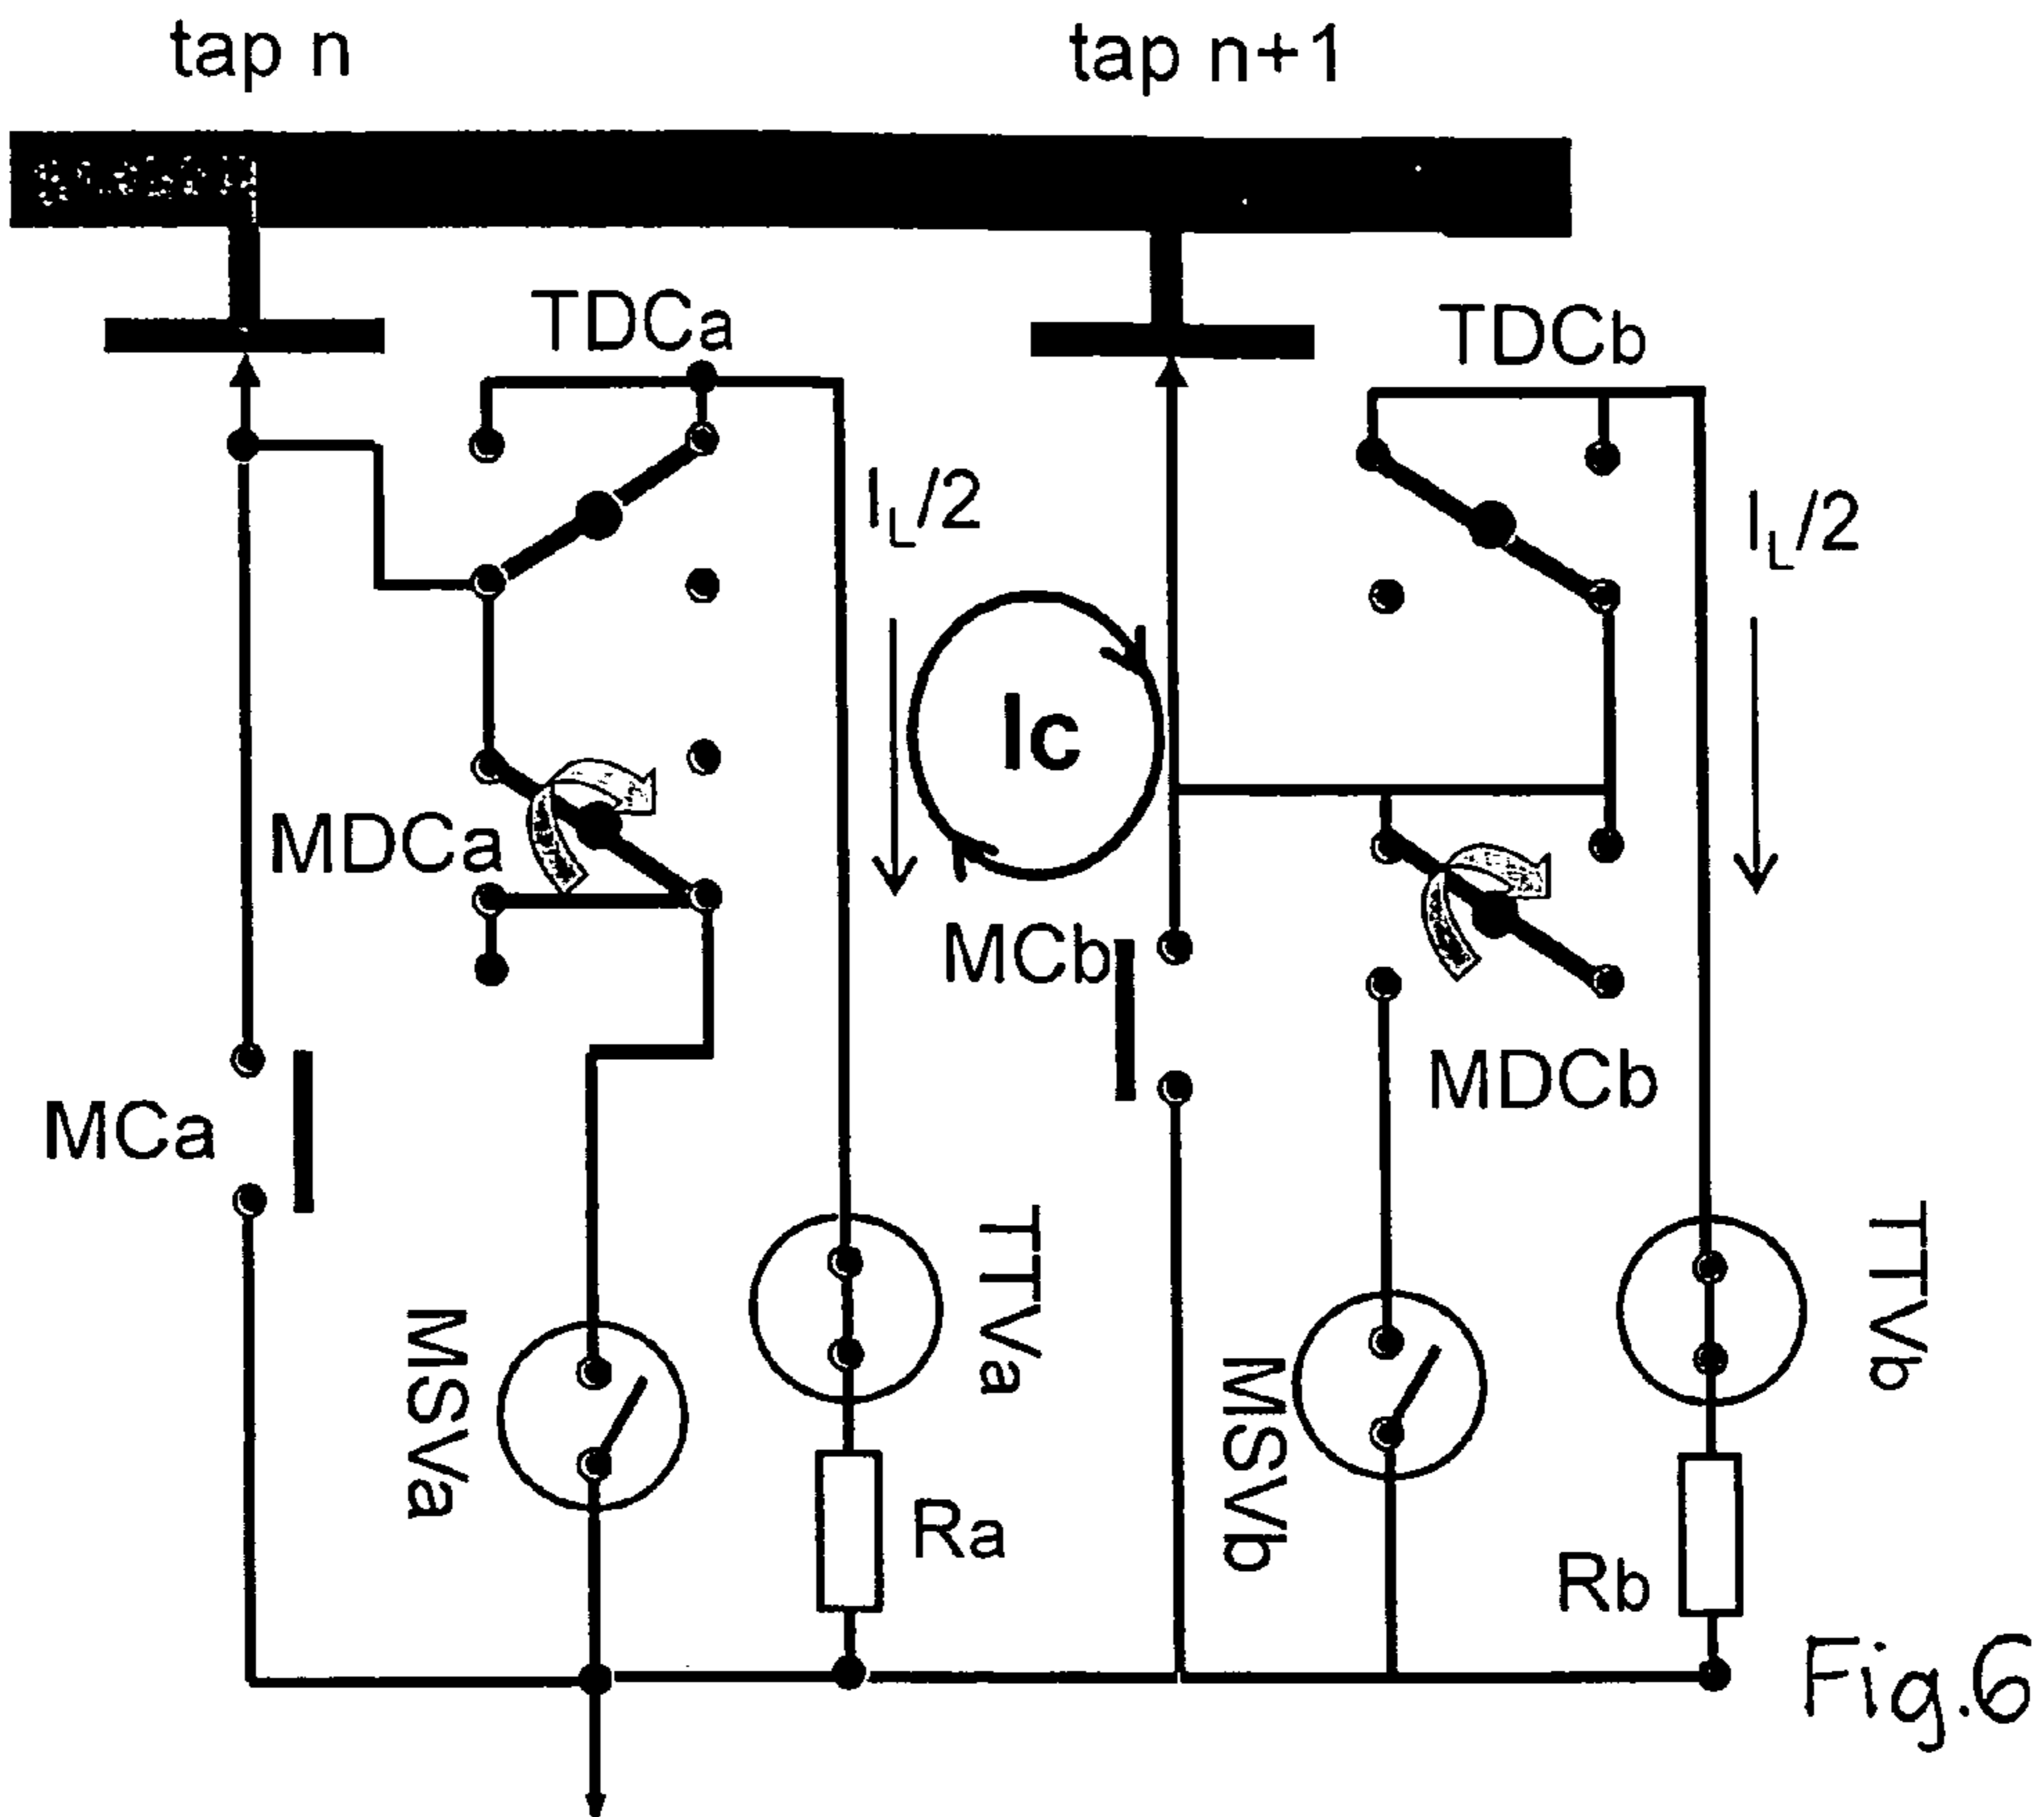 tap n
tap n+1
TDCa
TDCb
I_L/2
I_L/2
Ic
MDCa
MCb
MDCb
MCa
TTVa
TTVb
MSVa
MSVb
Ra
Rb
Fig.6